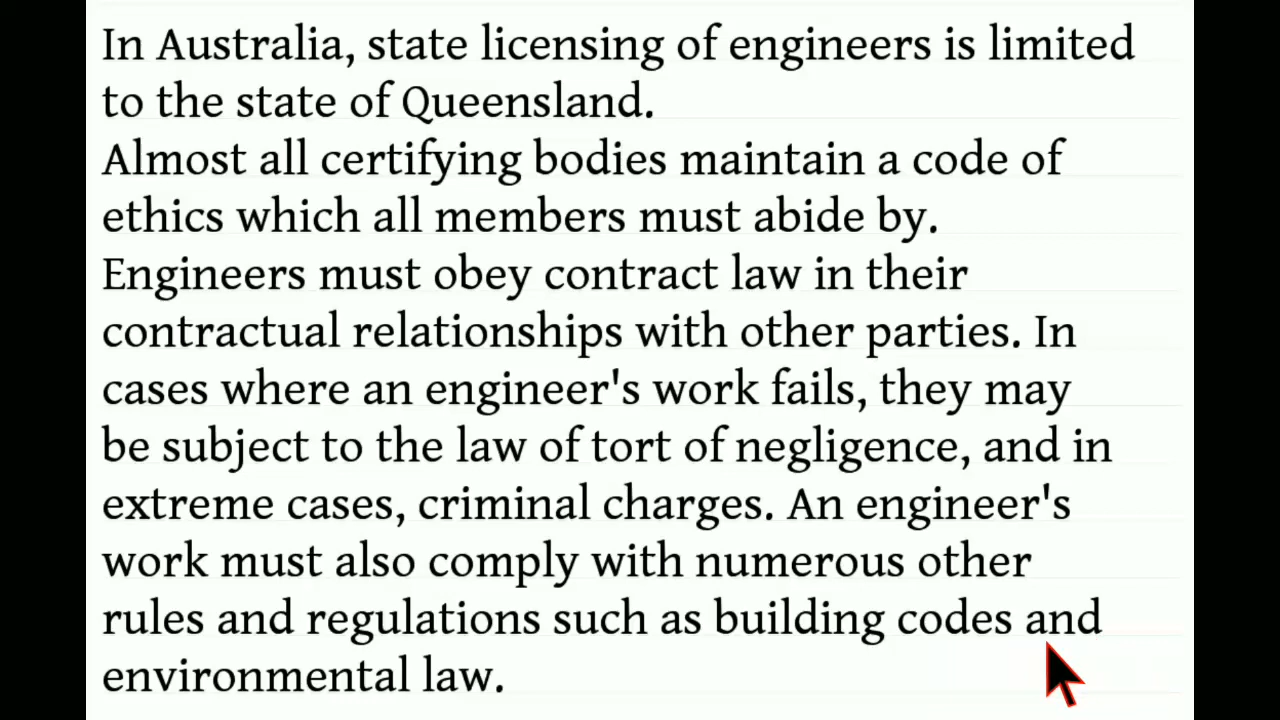 In Australia, state licensing of engineers is limited
to the state of Queensland.
Almost all certifying bodies maintain a code of
ethics which all members must abide by.
Engineers must obey contract law in their
contractual relationships with other parties. In
cases where an engineer's work fails, they may
be subject to the law of tort of negligence, and in
extreme cases, criminal charges. An engineer's
work must also comply with numerous other
rules and regulations such as building codes and
environmental law.